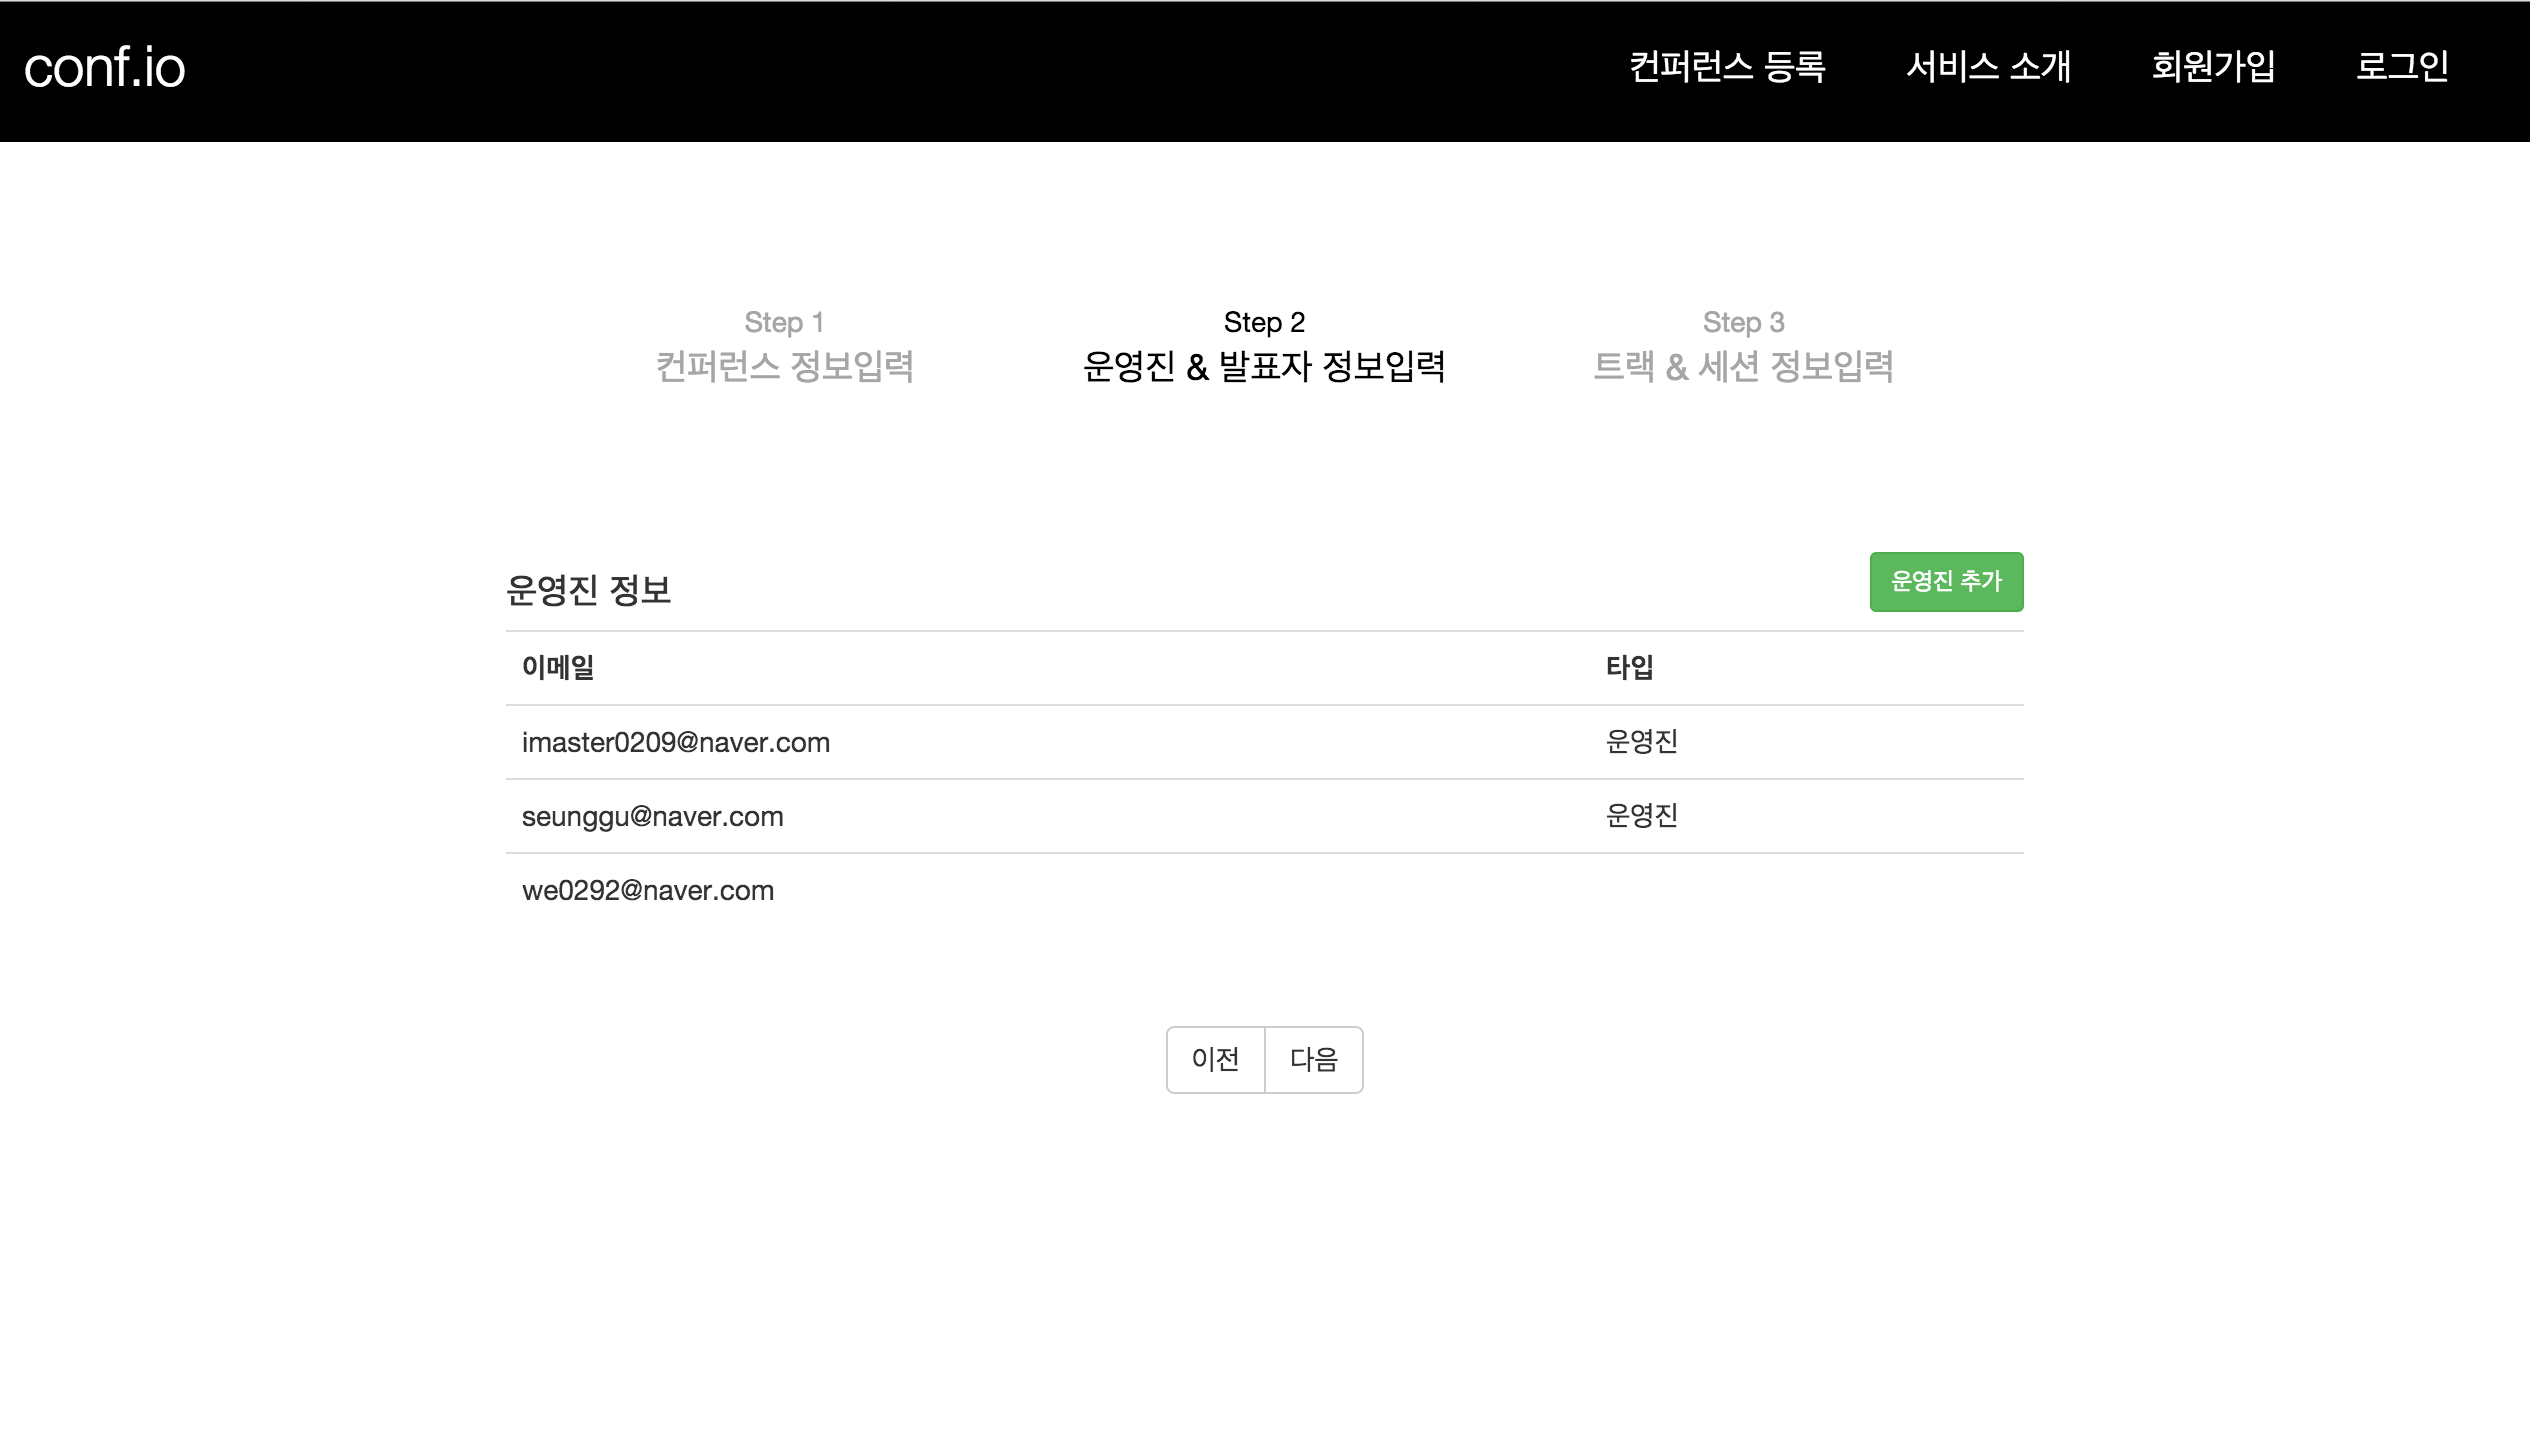 conf.io 컨퍼런스 등록 서비스 소개 회원가입 로그인
Step 1 Step 2 Step 3
컨퍼런스 정보입력 운영진 & 발표자 정보입력 트랙 & 세션 정보입력
운영진 정보 운영진 추가
이메일 타입
imaster0209@naver.com 운영진
seunggu@naver.com 운영진
we0292@naver.com
이전 다음